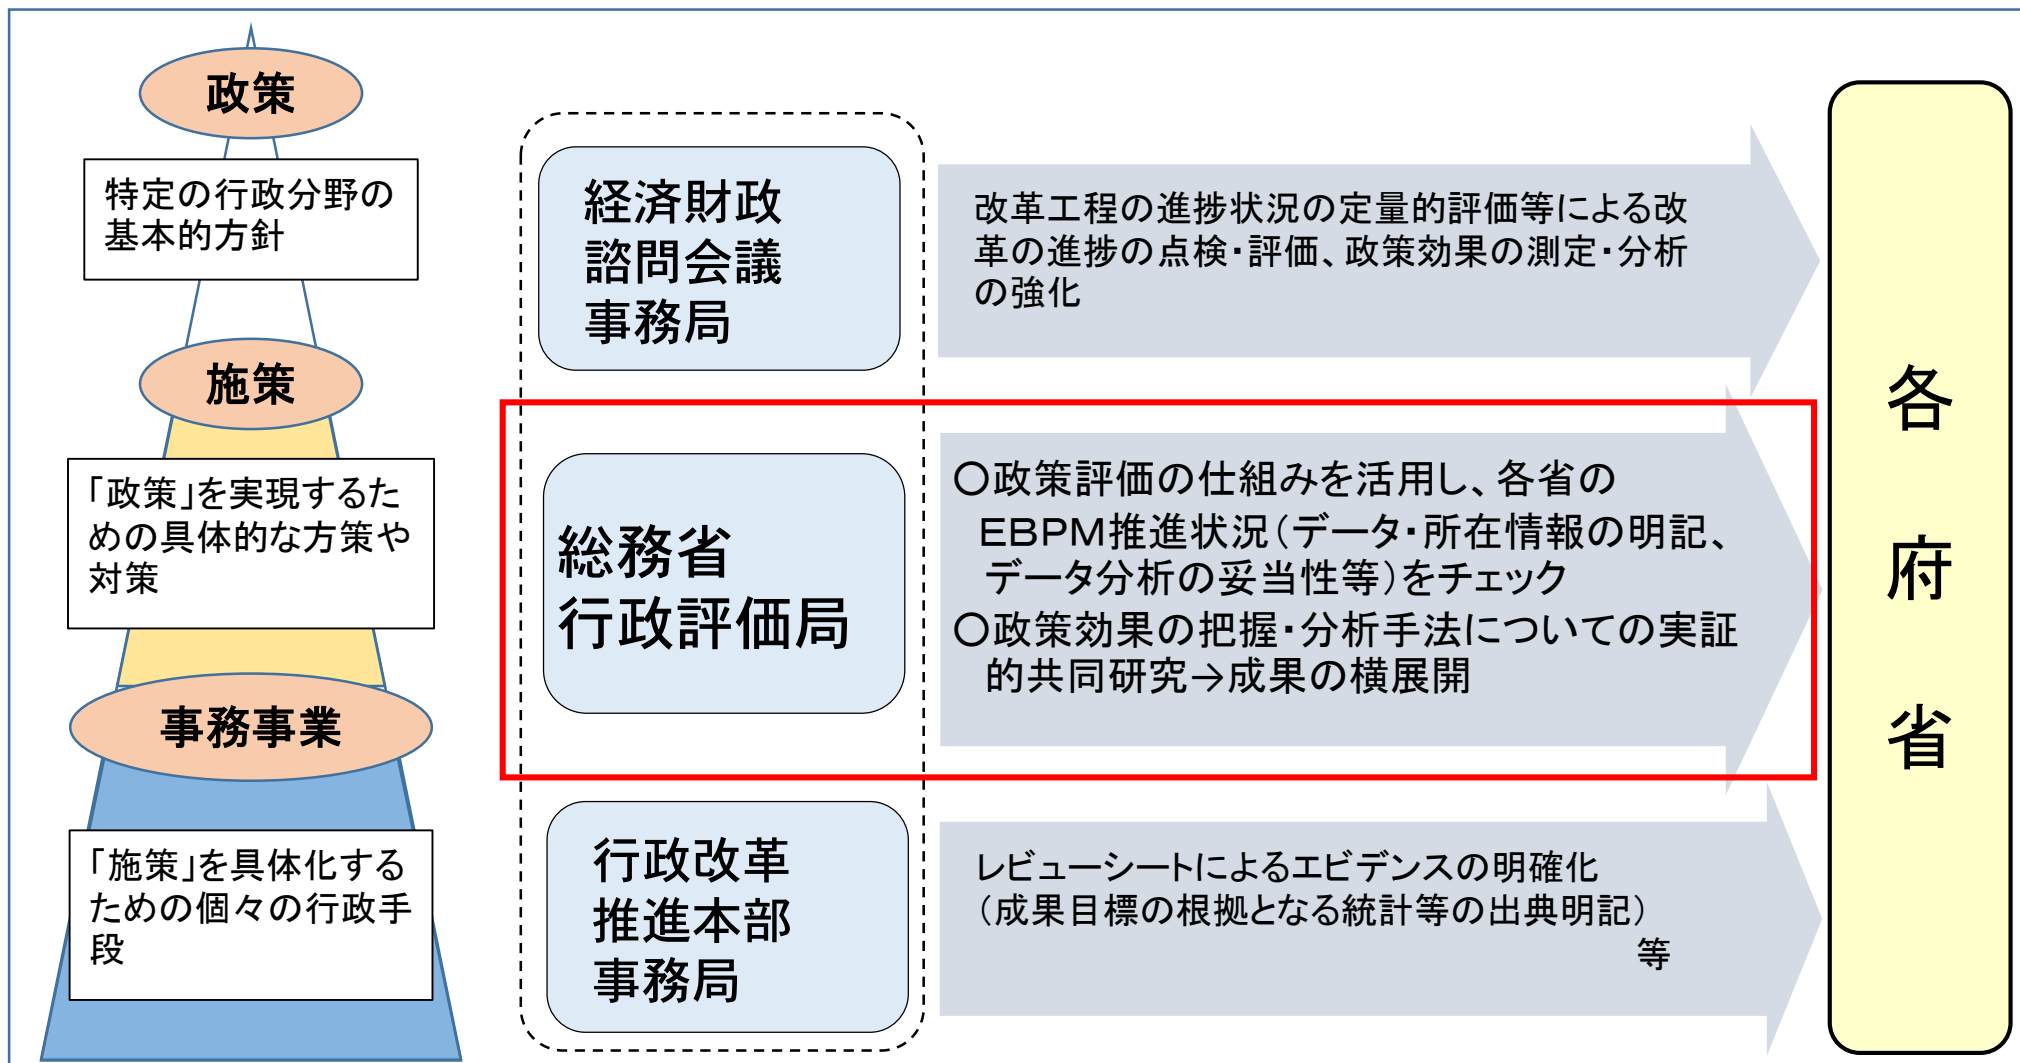 政策
特定の行政分野の
基本的方針
施策
「政策」を実現するた
めの具体的な方策や
対策
事務事業
「施策」を具体化する
ための個々の行政手
段
経済財政
諮問会議
事務局
改革工程の進捗状況の定量的評価等による改
革の進捗の点検・評価、政策効果の測定・分析
の強化
総務省
行政評価局
○政策評価の仕組みを活用し、各省の
EBPM推進状況（データ・所在情報の明記、
データ分析の妥当性等）をチェック
○政策効果の把握・分析手法についての実証
的共同研究→成果の横展開
行政改革
推進本部
事務局
レビューシートによるエビデンスの明確化
（成果目標の根拠となる統計等の出典明記）
等
各
府
省